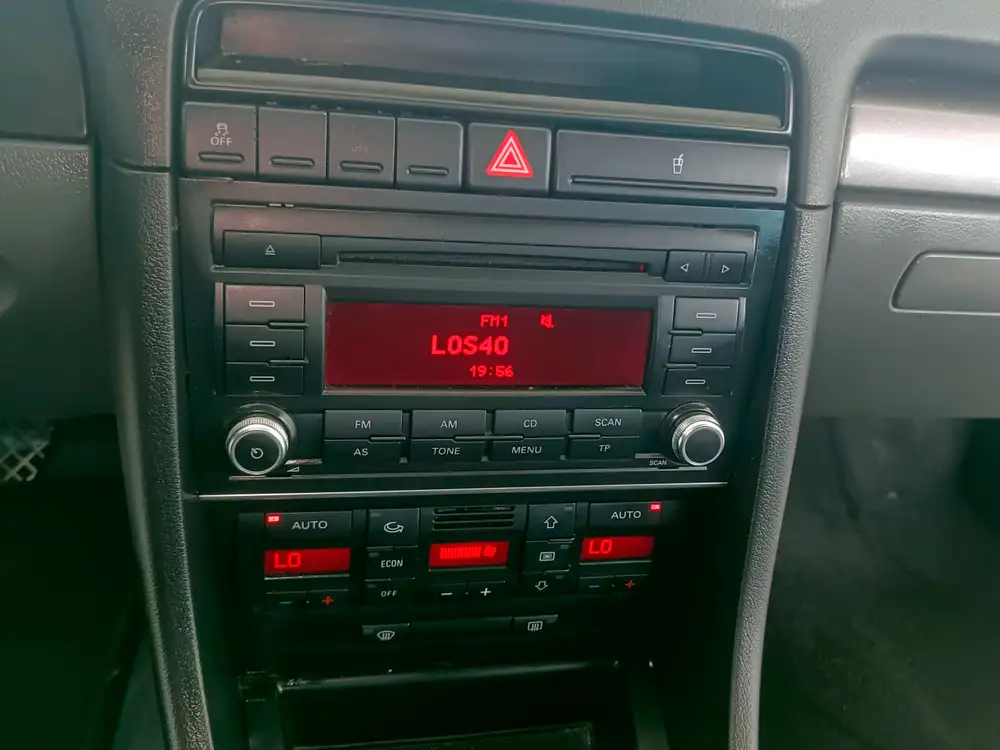 OFF
FM1
LOS40
19:56
FM AM CD SCAN
AS TONE MENU TP
SCAN
AUTO AUTO
LO ECON LO
OFF